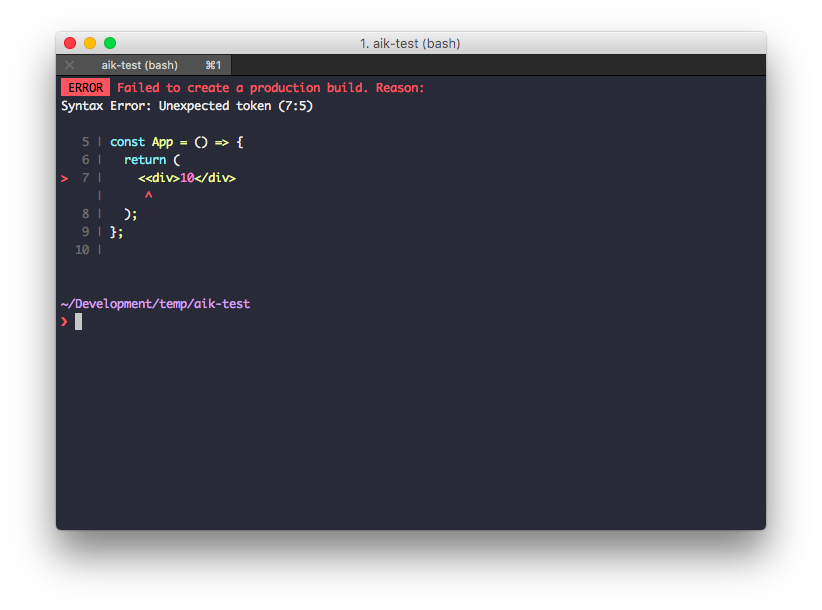 1. aik-test (bash)
aik-test (bash) ⌘1
ERROR Failed to create a production build. Reason:
Syntax Error: Unexpected token (7:5)
5 | const App = () => {
6 |   return (
> 7 |     <<div>10</div>
|      ^
8 |   );
9 | };
10 |
~/Development/temp/aik-test
❯